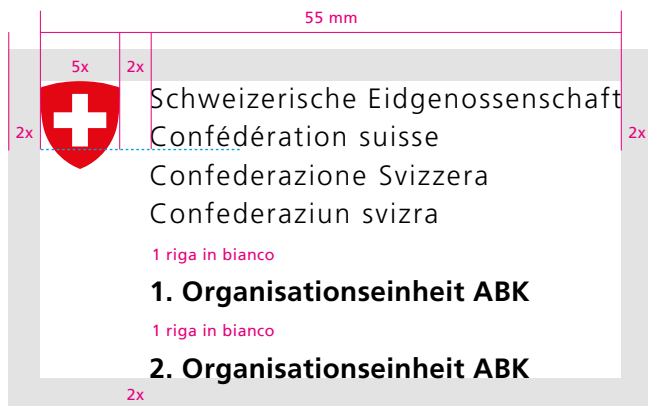 55 mm
5x 2x
2x
2x
Schweizerische Eidgenossenschaft
Confédération suisse
Confederazione Svizzera
Confederaziun svizra
1 riga in bianco
1. Organisationseinheit ABK
1 riga in bianco
2. Organisationseinheit ABK
2x